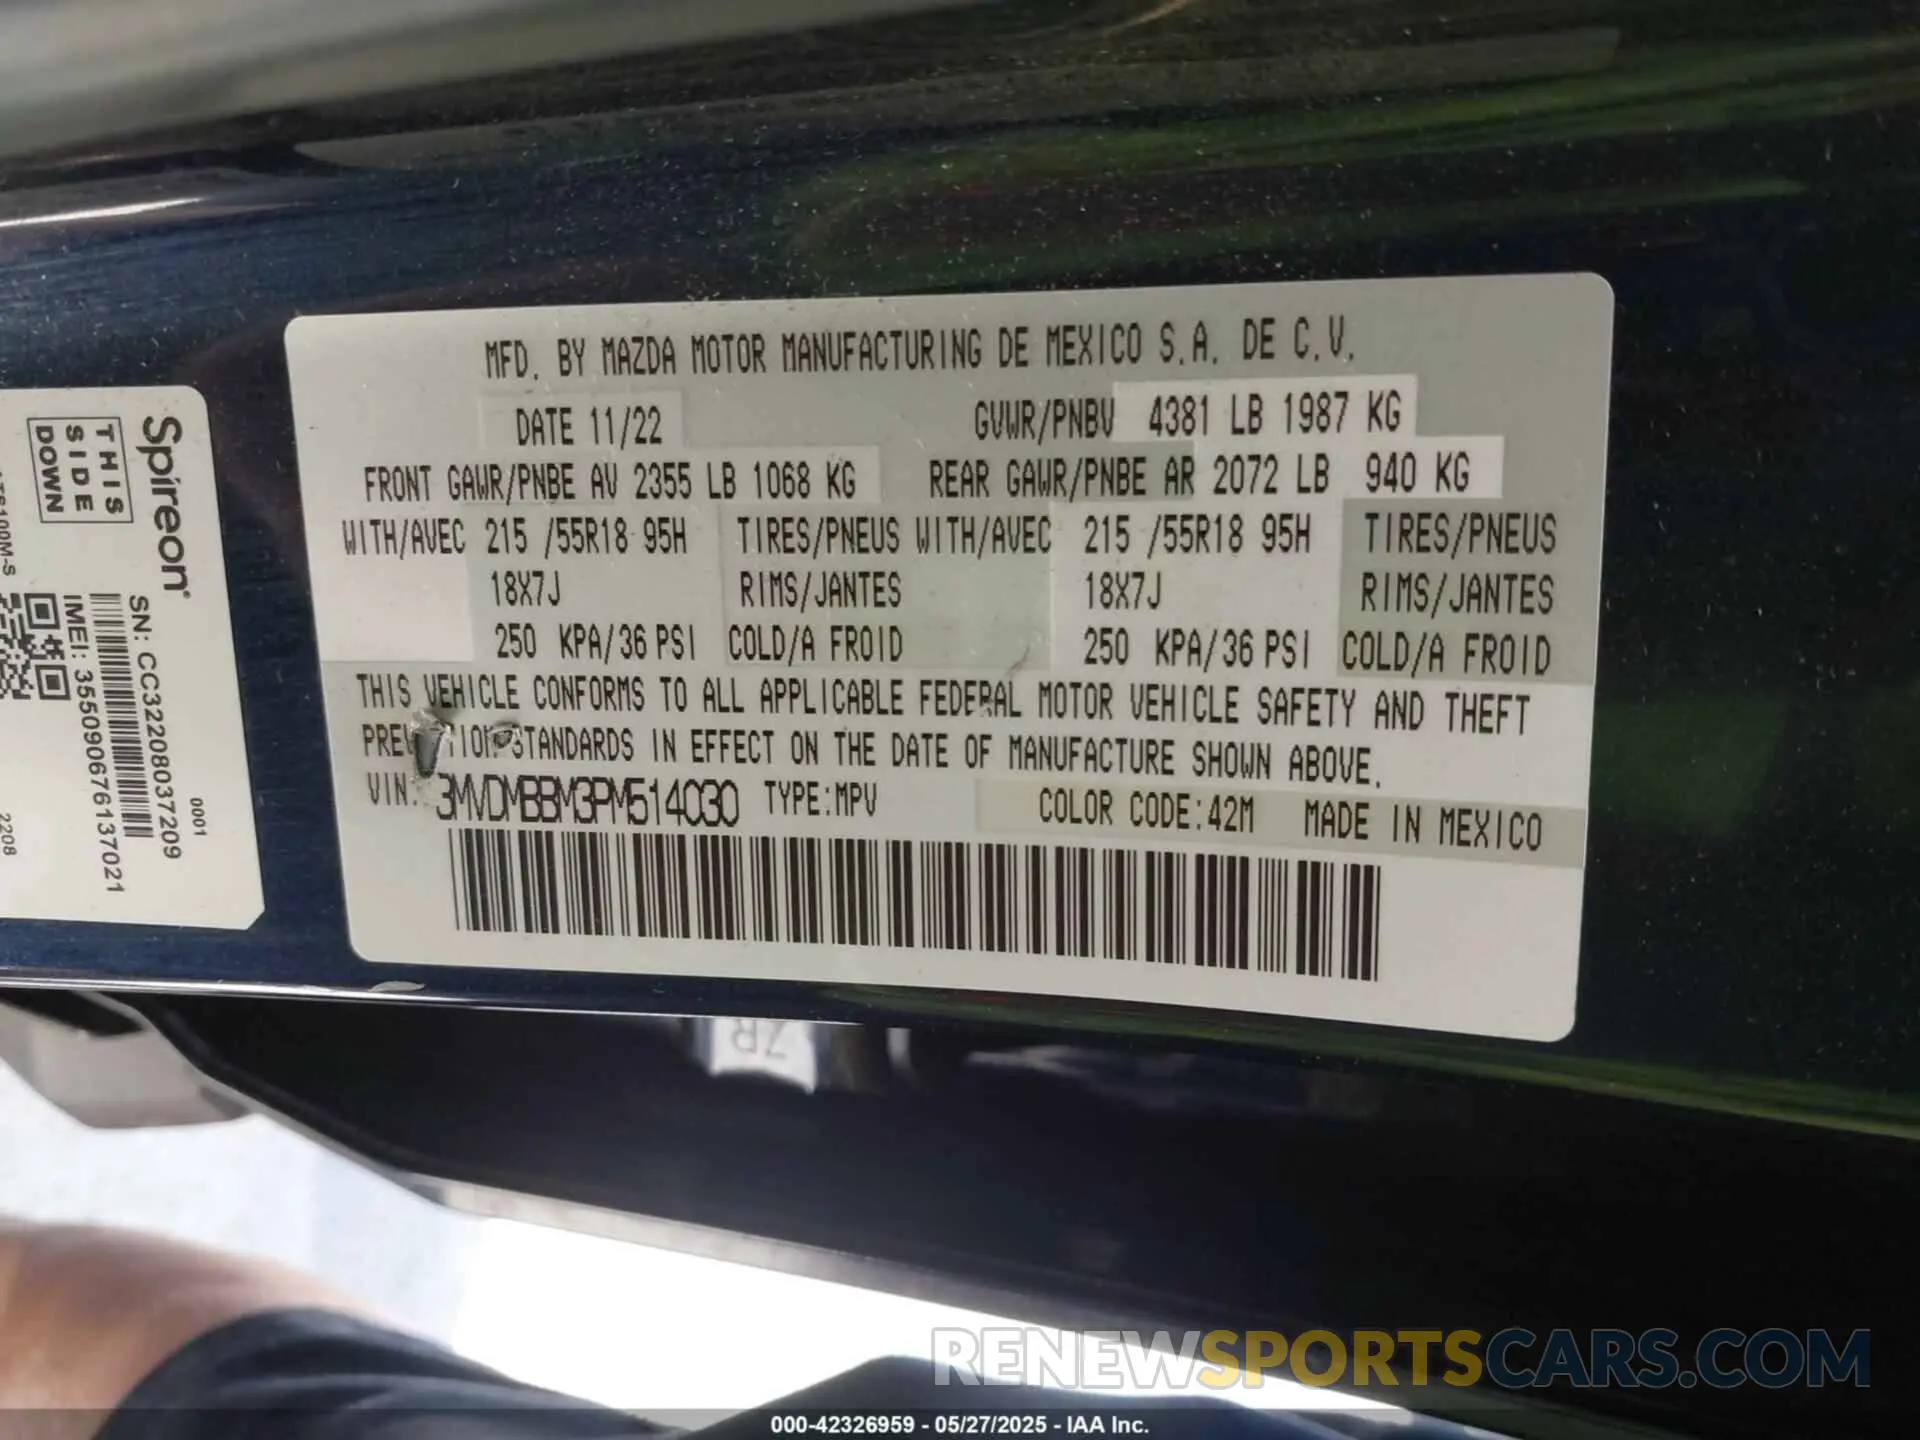 MFD. BY MAZDA MOTOR MANUFACTURING DE MEXICO S.A. DE C.V.
DATE 11/22 GVWR/PNBV 4381 LB 1987 KG
FRONT GAWR/PNBE AV 2355 LB 1068 KG REAR GAWR/PNBE AR 2072 LB 940 KG
WITH/AVEC 215 /55R18 95H TIRES/PNEUS WITH/AVEC 215 /55R18 95H TIRES/PNEUS
18X7J RIMS/JANTES 18X7J RIMS/JANTES
250 KPA/36 PSI COLD/A FROID 250 KPA/36 PSI COLD/A FROID
THIS VEHICLE CONFORMS TO ALL APPLICABLE FEDERAL MOTOR VEHICLE SAFETY AND THEFT
PREVENTION STANDARDS IN EFFECT ON THE DATE OF MANUFACTURE SHOWN ABOVE.
VIN: 3MVDMBBM3PM514030 TYPE:MPV COLOR CODE:42M MADE IN MEXICO
Spireon
THIS
SIDE
DOWN
SN: CC32208037209
0001
IMEI: 355090676137021
2208
RENEWSPORTSCARS.COM
000-42326959 - 05/27/2025 - IAA Inc.